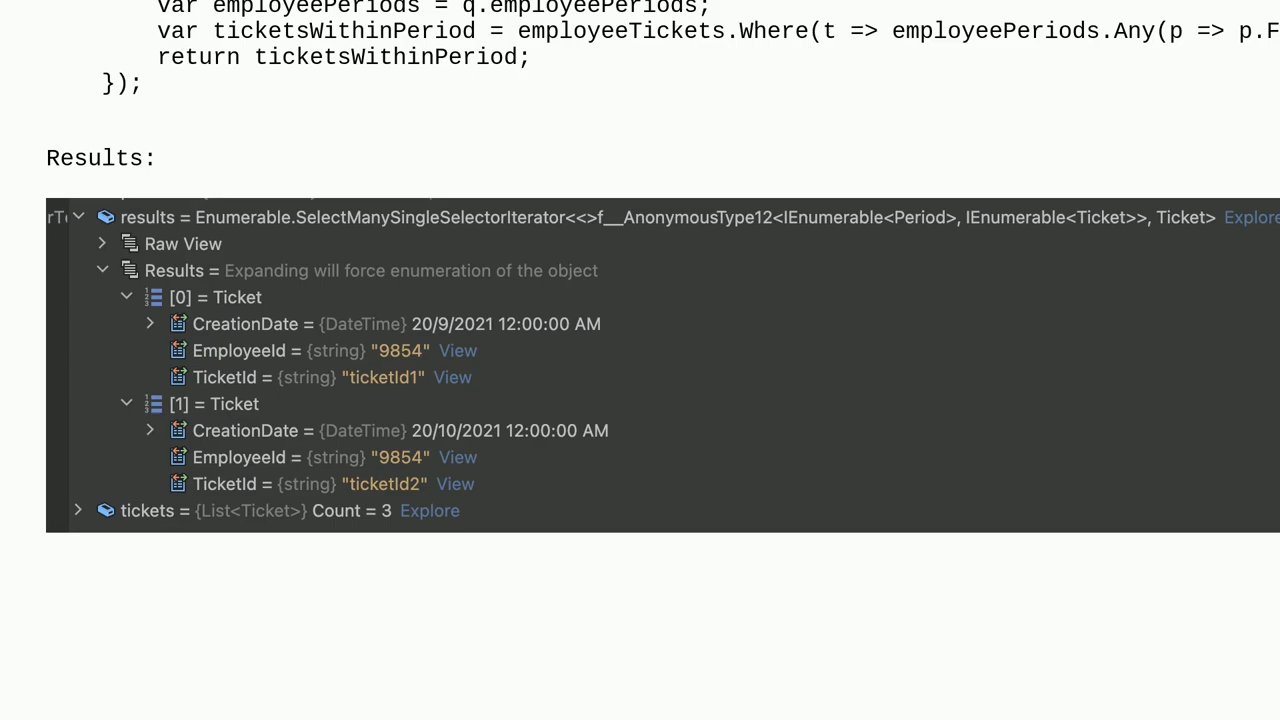 var employeePeriods = q.employeePeriods;
var ticketsWithinPeriod = employeeTickets.Where(t => employeePeriods.Any(p => p.F
return ticketsWithinPeriod;
});
Results:
results = Enumerable.SelectManySingleSelectorIterator<<>f__AnonymousType12<IEnumerable<Period>, IEnumerable<Ticket>>, Ticket> Explore
Raw View
Results = Expanding will force enumeration of the object
[0] = Ticket
CreationDate = {DateTime} 20/9/2021 12:00:00 AM
EmployeeId = {string} "9854" View
TicketId = {string} "ticketId1" View
[1] = Ticket
CreationDate = {DateTime} 20/10/2021 12:00:00 AM
EmployeeId = {string} "9854" View
TicketId = {string} "ticketId2" View
tickets = {List<Ticket>} Count = 3 Explore